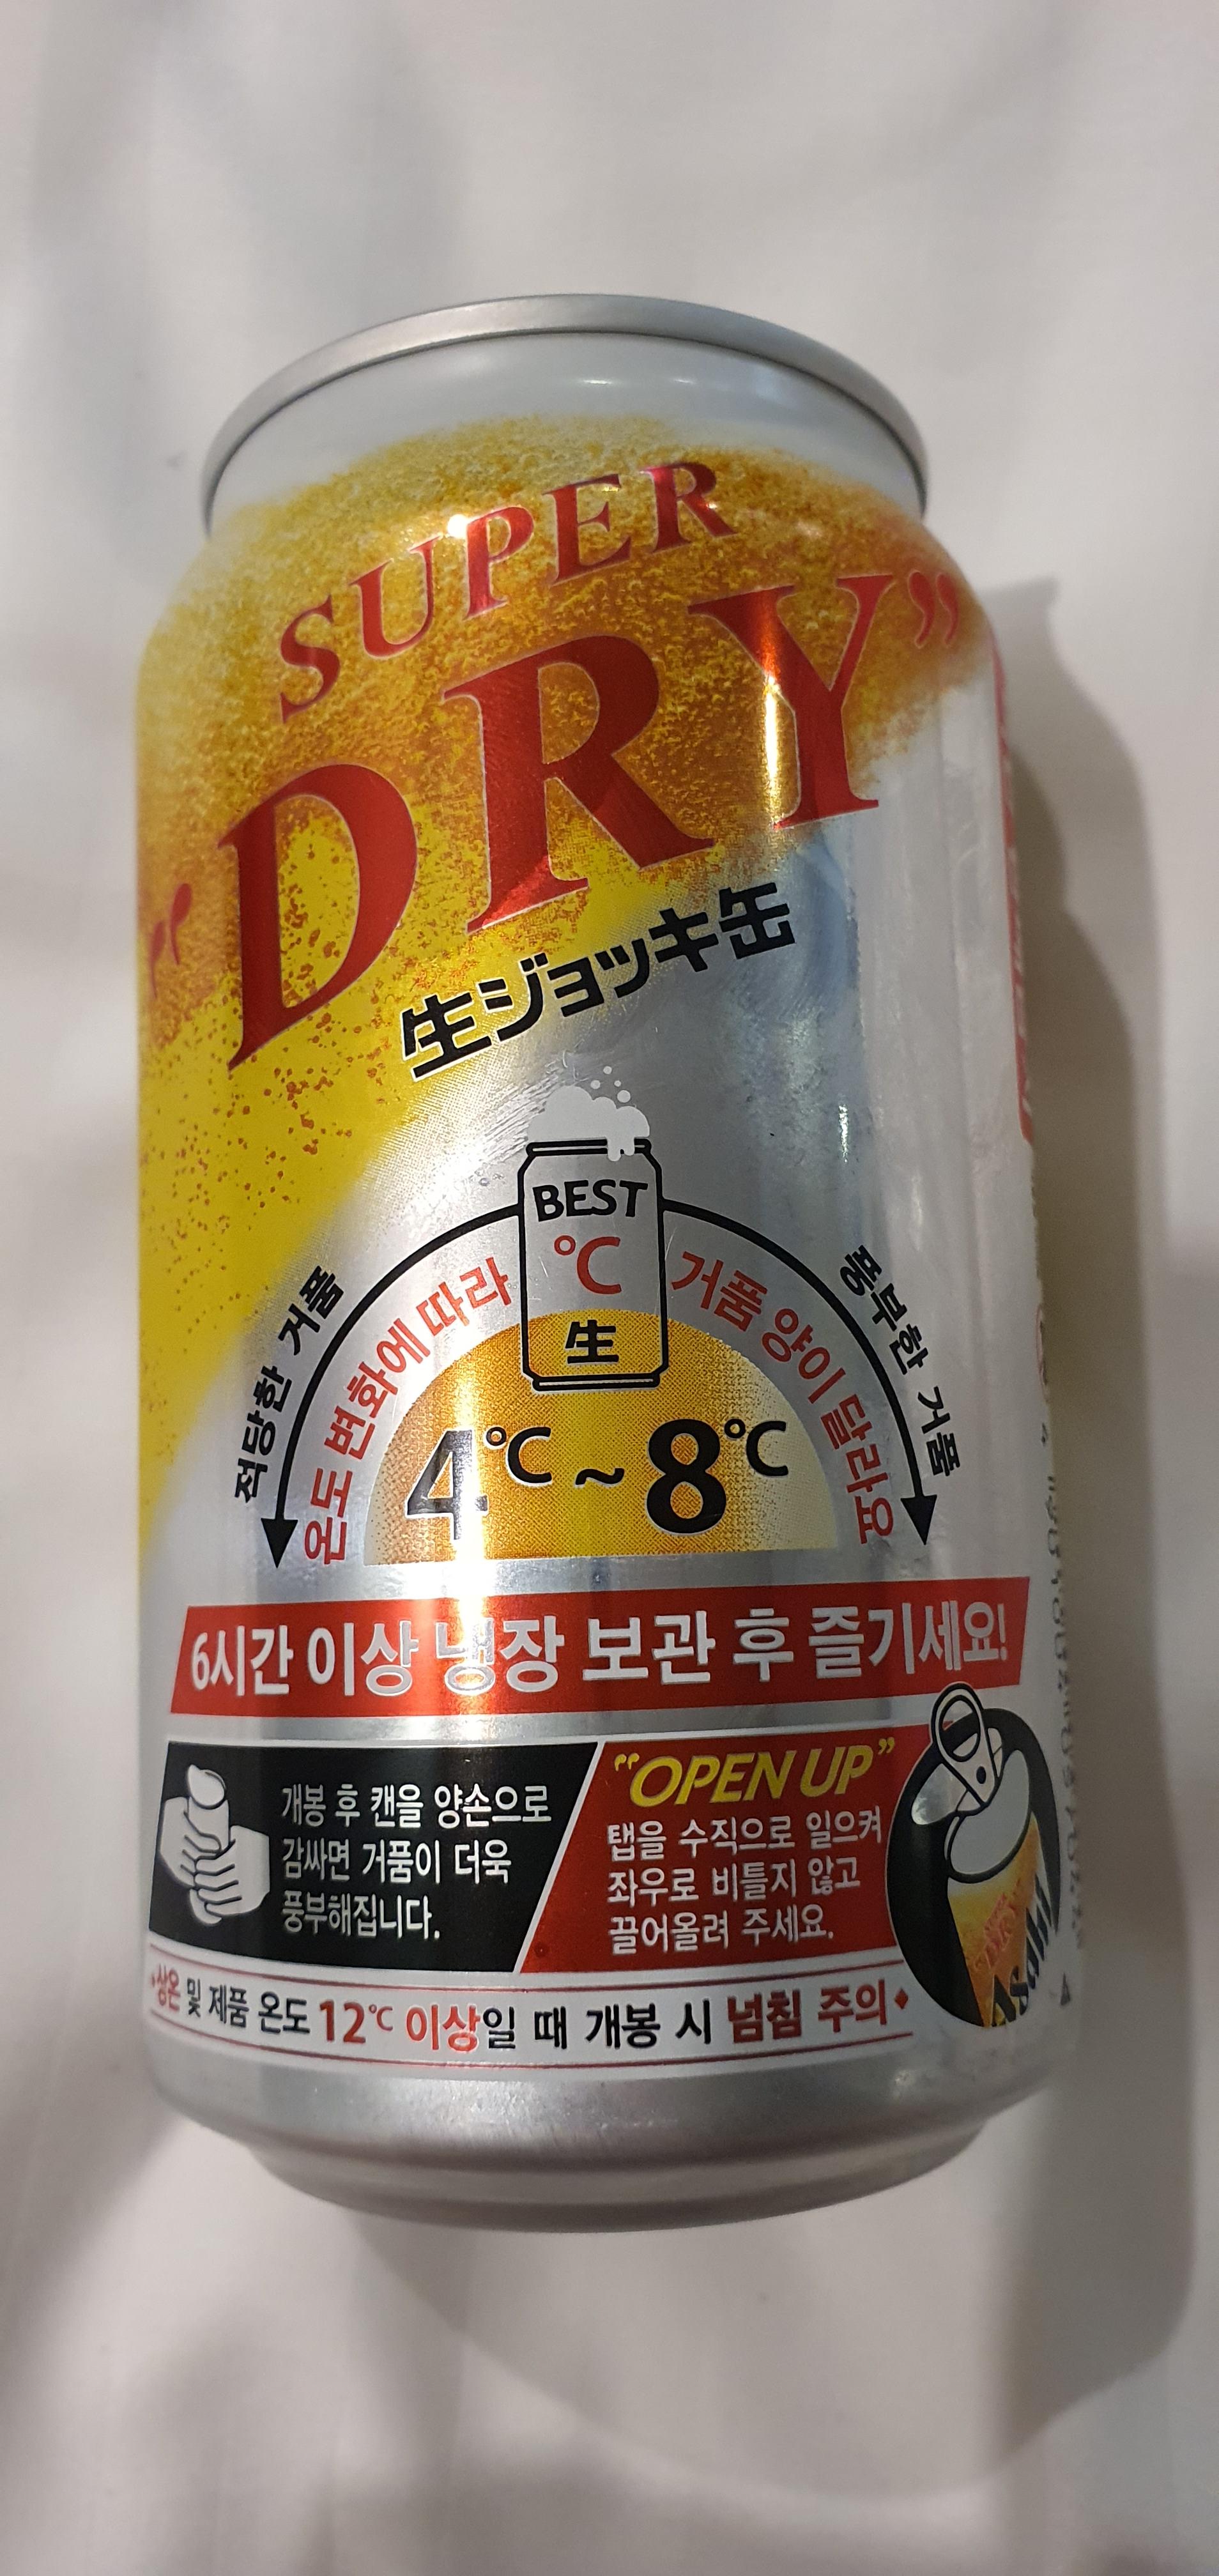 SUPER
"DRY"
生ジョッキ缶
BEST
℃
生
적당한 거품
온도 변화에 따라 거품 양이 달라요
풍부한 거품
4℃~8℃
6시간 이상 냉장 보관 후 즐기세요!
개봉 후 캔을 양손으로
감싸면 거품이 더욱
풍부해집니다.
"OPEN UP"
탭을 수직으로 일으켜
좌우로 비틀지 않고
끌어올려 주세요.
Asahi
상온 및 제품 온도 12℃ 이상일 때 개봉 시 넘침 주의